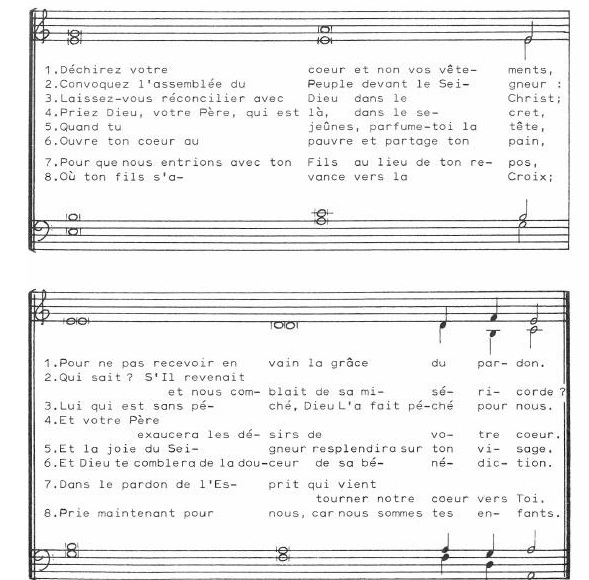 1.Déchirez votre coeur et non vos vête- ments,
2.Convoquez l'assemblée du Peuple devant le Sei- gneur :
3.Laissez-vous réconcilier avec Dieu dans le Christ;
4.Priez Dieu, votre Père, qui est là, dans le se- cret,
5.Quand tu jeûnes, parfume-toi la tête,
6.Ouvre ton coeur au pauvre et partage ton pain,
7.Pour que nous entrions avec ton Fils au lieu de ton re- pos,
8.Où ton fils s'a- vance vers la Croix;
1.Pour ne pas recevoir en vain la grâce du par- don.
2.Qui sait ? S'Il revenait
et nous com- blait de sa mi- sé- ri- corde ?
3.Lui qui est sans pé- ché, Dieu L'a fait pé-ché pour nous.
4.Et votre Père
exaucera les dé- sirs de vo- tre coeur.
5.Et la joie du Sei- gneur resplendira sur ton vi- sage.
6.Et Dieu te comblera de la dou-ceur de sa bé- né- dic- tion.
7.Dans le pardon de l'Es- prit qui vient
tourner notre coeur vers Toi.
8.Prie maintenant pour nous, car nous sommes tes en- fants.